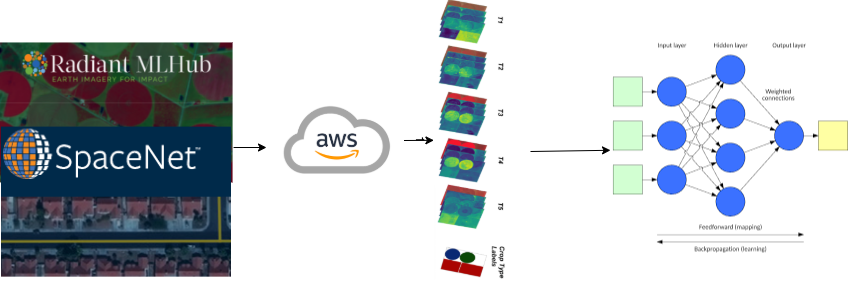 Radiant MLHub
EARTH IMAGERY FOR IMPACT
SpaceNet™
aws
T1
T2
T3
T4
T5
Crop Type
Labels
Input layer
Hidden layer
Output layer
Weighted
connections
Feedforward (mapping)
Backpropagation (learning)